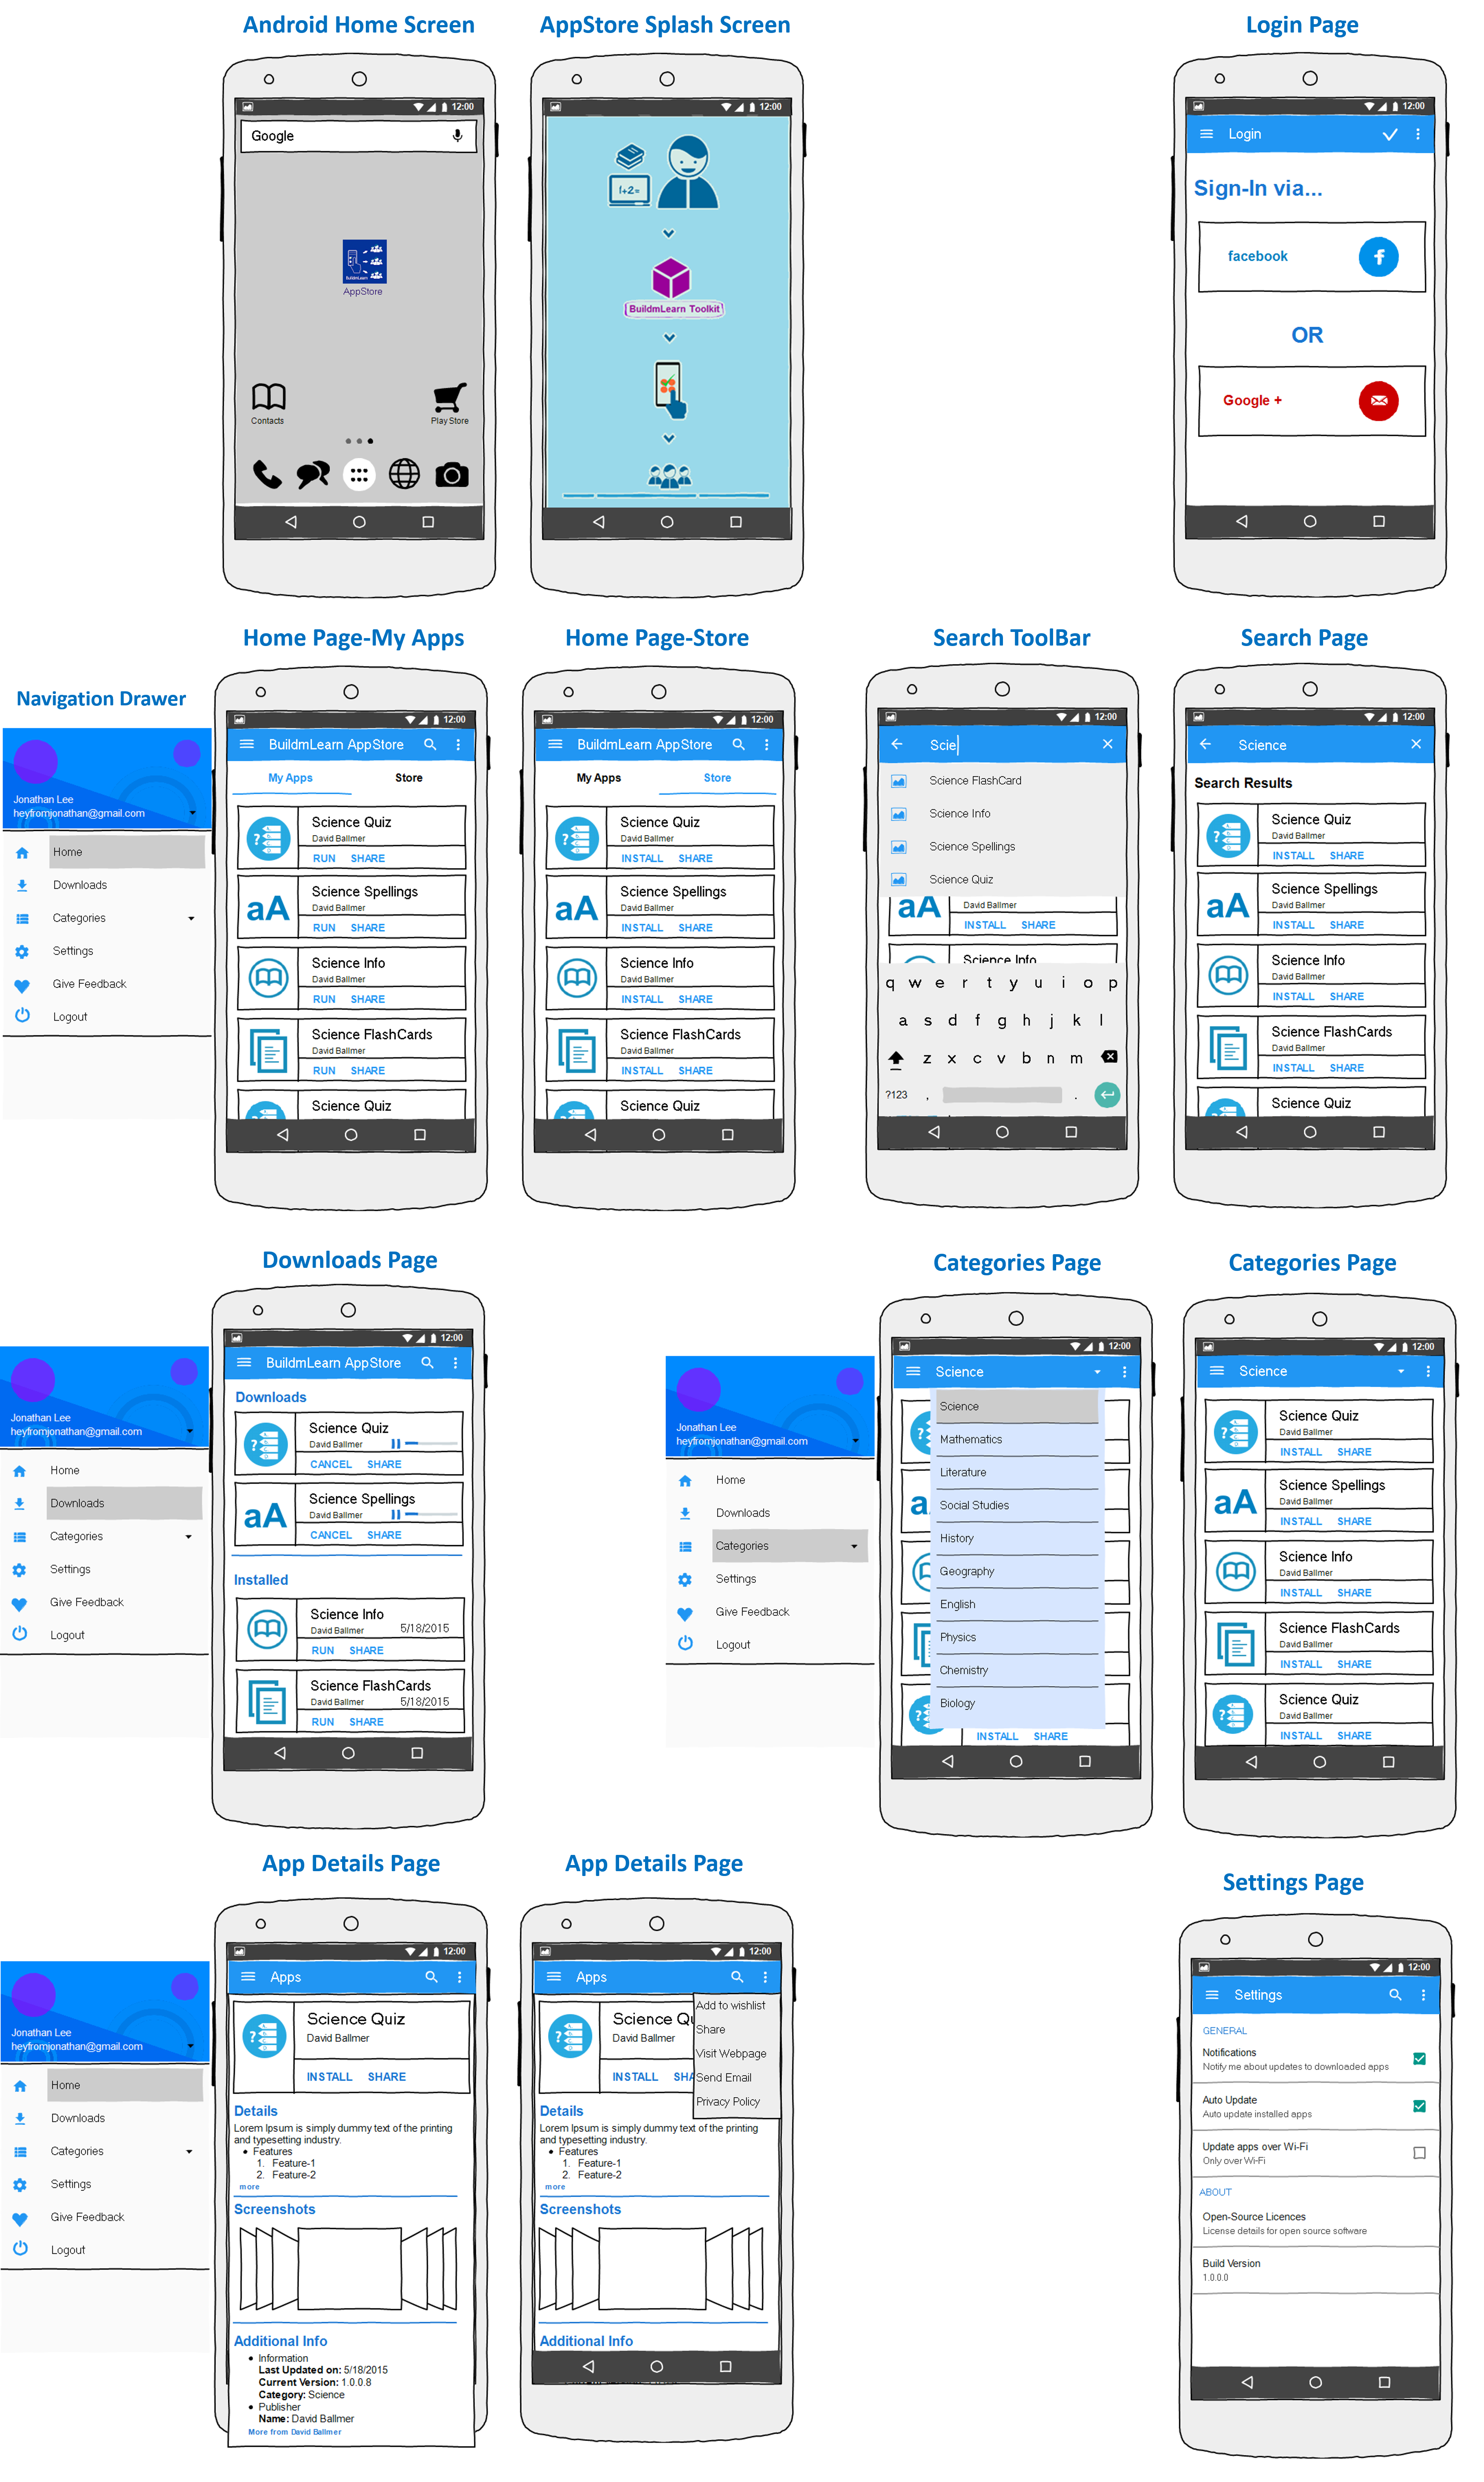 Android Home Screen
AppStore Splash Screen
Login Page
12:00
Google
BuildmLearn
AppStore
Contacts
Play Store
12:00
1+2=
BuildmLearn Toolkit
12:00
Login
Sign-In via...
facebook
f
OR
Google +
Navigation Drawer
Jonathan Lee
heyfromjonathan@gmail.com
Home
Downloads
Categories
Settings
Give Feedback
Logout
Home Page-My Apps
12:00
BuildmLearn AppStore
My Apps Store
Science Quiz
David Ballmer
RUN SHARE
aA
Science Spellings
David Ballmer
RUN SHARE
Science Info
David Ballmer
RUN SHARE
Science FlashCards
David Ballmer
RUN SHARE
Science Quiz
Home Page-Store
12:00
BuildmLearn AppStore
My Apps Store
Science Quiz
David Ballmer
INSTALL SHARE
aA
Science Spellings
David Ballmer
INSTALL SHARE
Science Info
David Ballmer
INSTALL SHARE
Science FlashCards
David Ballmer
INSTALL SHARE
Science Quiz
Search ToolBar
12:00
Scie
Science FlashCard
Science Info
Science Spellings
Science Quiz
aA
David Ballmer
INSTALL SHARE
Science Info
q w e r t y u i o p
a s d f g h j k l
z x c v b n m
?123 , .
Search Page
12:00
Science
Search Results
Science Quiz
David Ballmer
INSTALL SHARE
aA
Science Spellings
David Ballmer
INSTALL SHARE
Science Info
David Ballmer
INSTALL SHARE
Science FlashCards
David Ballmer
INSTALL SHARE
Science Quiz
Jonathan Lee
heyfromjonathan@gmail.com
Home
Downloads
Categories
Settings
Give Feedback
Logout
Downloads Page
12:00
BuildmLearn AppStore
Downloads
Science Quiz
David Ballmer
CANCEL SHARE
aA
Science Spellings
David Ballmer
CANCEL SHARE
Installed
Science Info
David Ballmer 5/18/2015
RUN SHARE
Science FlashCards
David Ballmer 5/18/2015
RUN SHARE
Jonathan Lee
heyfromjonathan@gmail.com
Home
Downloads
Categories
Settings
Give Feedback
Logout
Categories Page
12:00
Science
Science
Mathematics
Literature
Social Studies
History
Geography
English
Physics
Chemistry
Biology
INSTALL SHARE
Categories Page
12:00
Science
Science Quiz
David Ballmer
INSTALL SHARE
aA
Science Spellings
David Ballmer
INSTALL SHARE
Science Info
David Ballmer
INSTALL SHARE
Science FlashCards
David Ballmer
INSTALL SHARE
Science Quiz
David Ballmer
INSTALL SHARE
Jonathan Lee
heyfromjonathan@gmail.com
Home
Downloads
Categories
Settings
Give Feedback
Logout
App Details Page
12:00
Apps
Science Quiz
David Ballmer
INSTALL SHARE
Details
Lorem Ipsum is simply dummy text of the printing
and typesetting industry.
• Features
1. Feature-1
2. Feature-2
more
Screenshots
Additional Info
• Information
Last Updated on: 5/18/2015
Current Version: 1.0.0.8
Category: Science
• Publisher
Name: David Ballmer
More from David Ballmer
App Details Page
12:00
Apps
Science Qu
David Ballmer
INSTALL SHA
Add to wishlist
Share
Visit Webpage
Send Email
Privacy Policy
Details
Lorem Ipsum is simply dummy text of the printing
and typesetting industry.
• Features
1. Feature-1
2. Feature-2
more
Screenshots
Additional Info
Settings Page
12:00
Settings
GENERAL
Notifications
Notify me about updates to downloaded apps
Auto Update
Auto update installed apps
Update apps over Wi-Fi
Only over Wi-Fi
ABOUT
Open-Source Licences
License details for open source software
Build Version
1.0.0.0